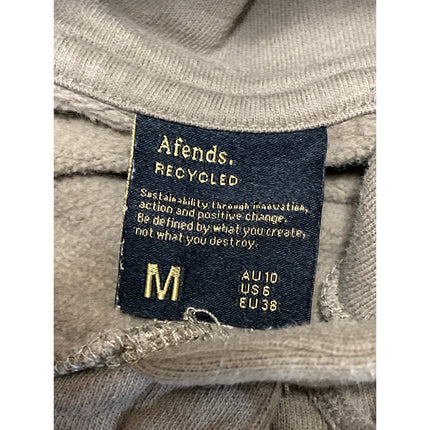 Afends.
RECYCLED
Sustainability through innovation,
action and positive change.
Be defined by what you create,
not what you destroy.
M
AU 10
US 6
EU 38